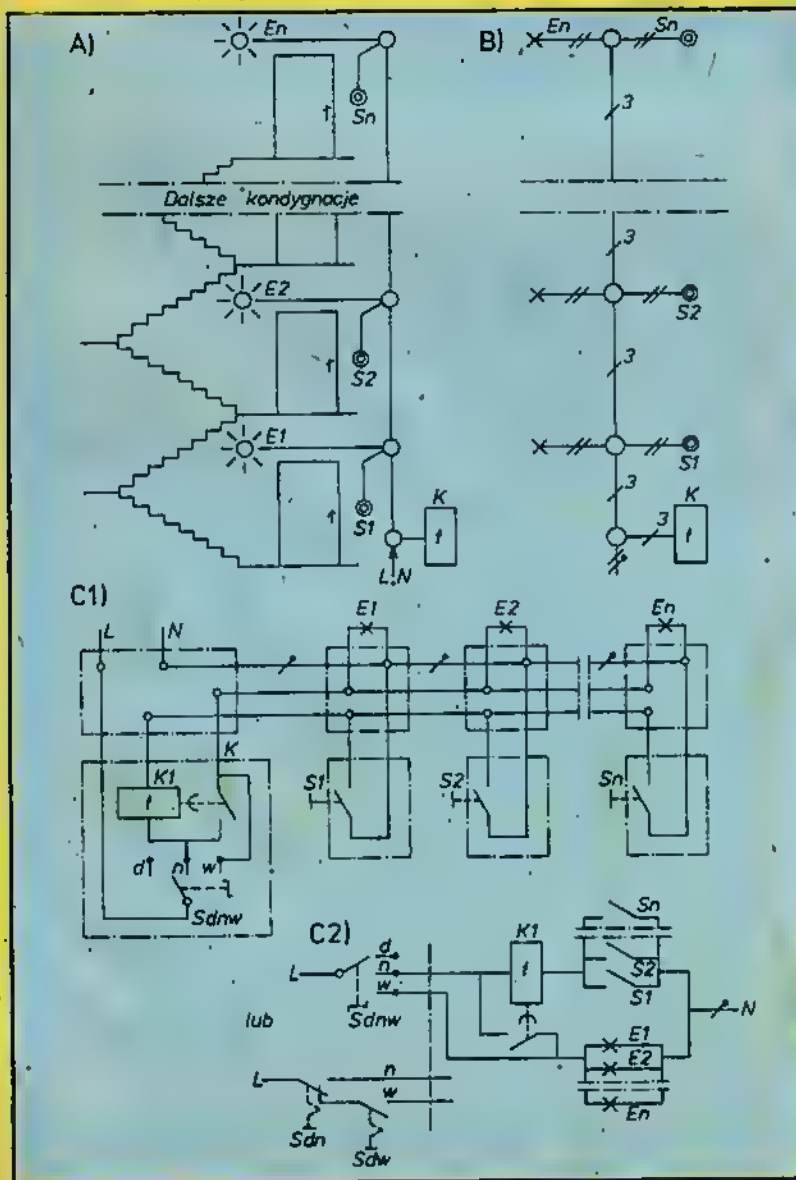 A)
En
Sn
B)
En
Sn
3
Dalsze kondygnacje
3
E2
S2
S2
3
E1
S1
S1
3
K
t
L.N
3
K
t
C1)
L
N
E1
E2
En
K
K1
t
S1
S2
Sn
d
n
w
Sdnw
C2)
L
d
n
w
Sdnw
K1
t
Sn
S2
S1
N
E1
E2
En
lub
L
n
w
Sdn
Sdw